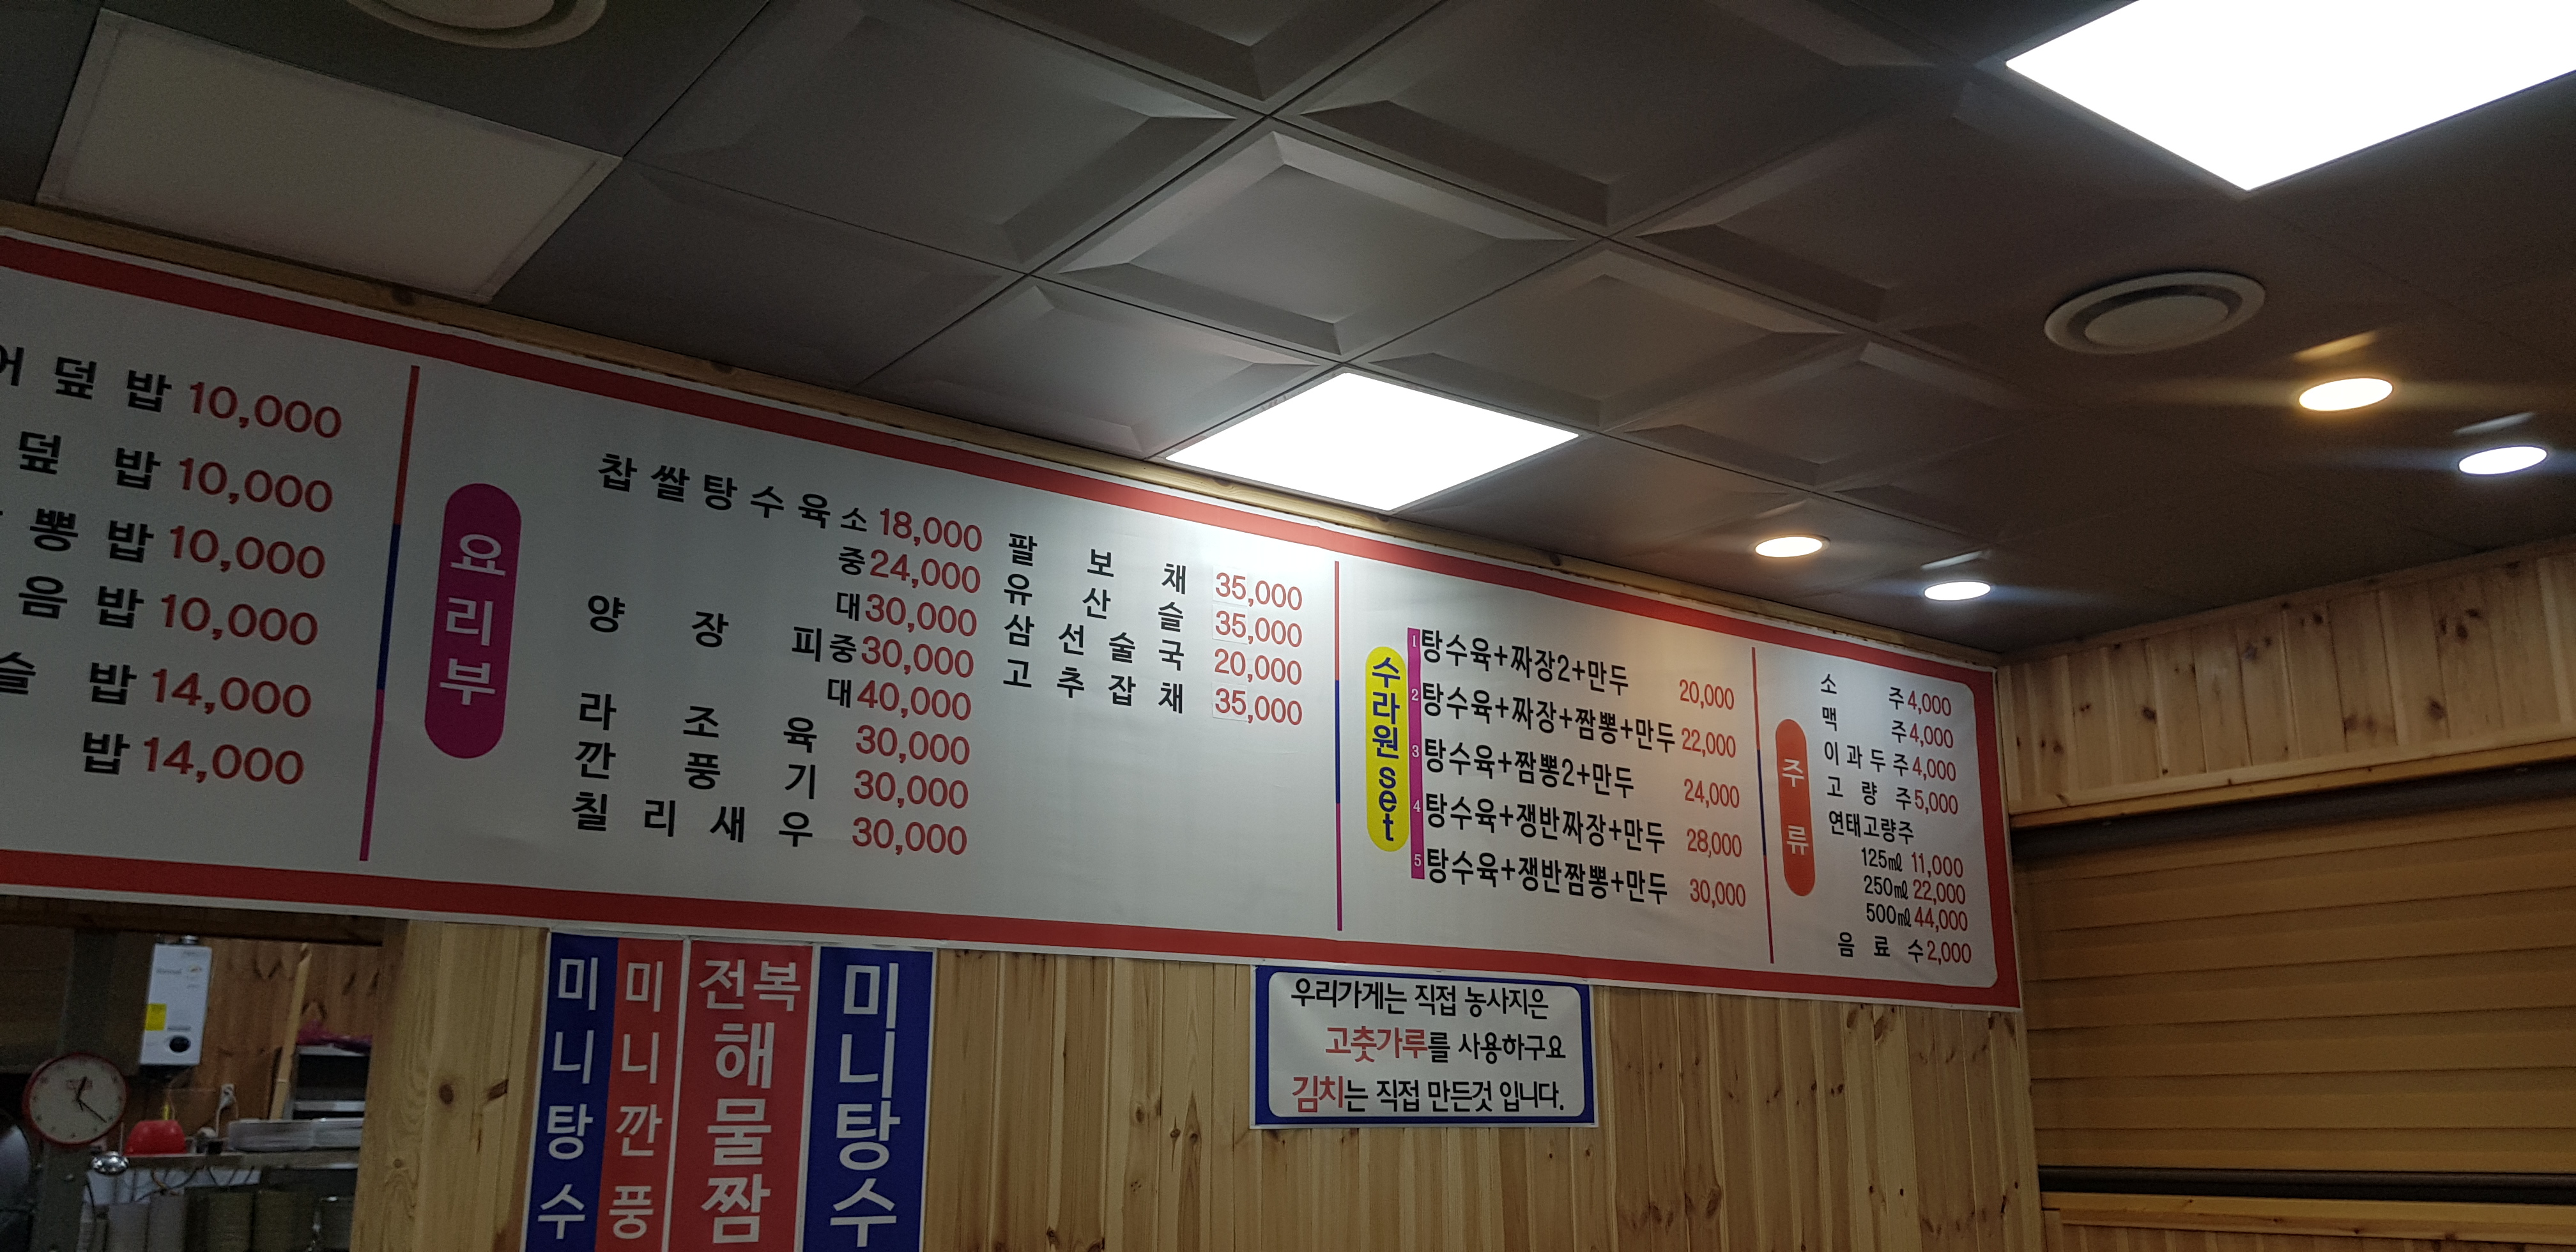 덮밥 10,000
덮밥 10,000
뽕밥 10,000
음밥 10,000
슬밥 14,000
밥 14,000
요리부
찹쌀탕수육 소 18,000
중 24,000
대 30,000
양장피 중 30,000
대 40,000
라조육 30,000
깐풍기 30,000
칠리새우 30,000
팔보채 35,000
유산슬 35,000
삼선술국 20,000
고추잡채 35,000
수라원 set
1 탕수육+짜장2+만두 20,000
2 탕수육+짜장+짬뽕+만두 22,000
3 탕수육+짬뽕2+만두 24,000
4 탕수육+쟁반짜장+만두 28,000
5 탕수육+쟁반짬뽕+만두 30,000
주류
소주 4,000
맥주 4,000
이과두주 4,000
고량주 5,000
연태고량주
125㎖ 11,000
250㎖ 22,000
500㎖ 44,000
음료수 2,000
미니탕수
미니깐풍
전복
해물짬
미니탕수
우리가게는 직접 농사지은
고춧가루를 사용하구요
김치는 직접 만든것 입니다.